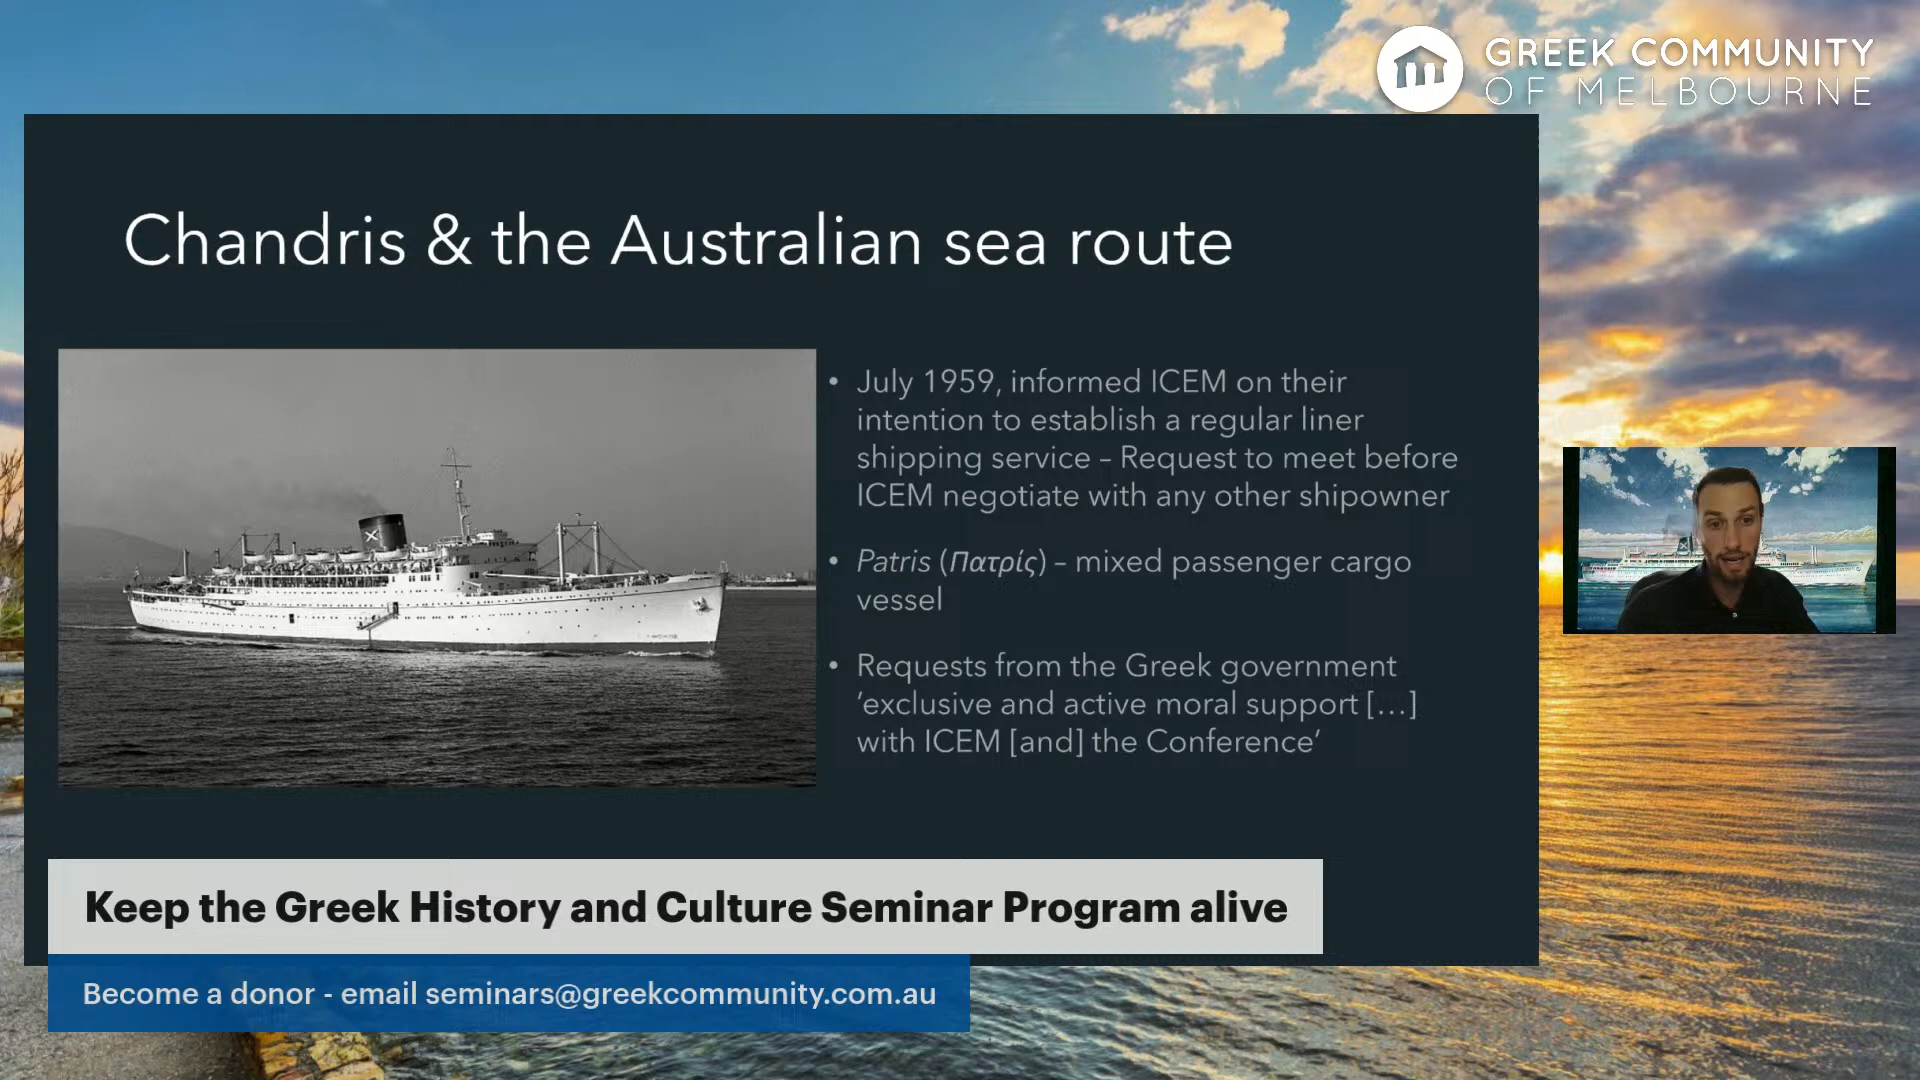 GREEK COMMUNITY
OF MELBOURNE
Chandris & the Australian sea route
• July 1959, informed ICEM on their
intention to establish a regular liner
shipping service – Request to meet before
ICEM negotiate with any other shipowner
• Patris (Πατρίς) – mixed passenger cargo
vessel
• Requests from the Greek government
‘exclusive and active moral support […]
with ICEM [and] the Conference’
Keep the Greek History and Culture Seminar Program alive
Become a donor - email seminars@greekcommunity.com.au